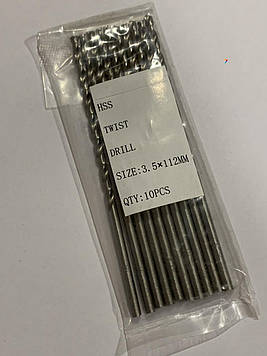 HSS
TWIST
DRILL
SIZE:3.5×112MM
QTY:10PCS